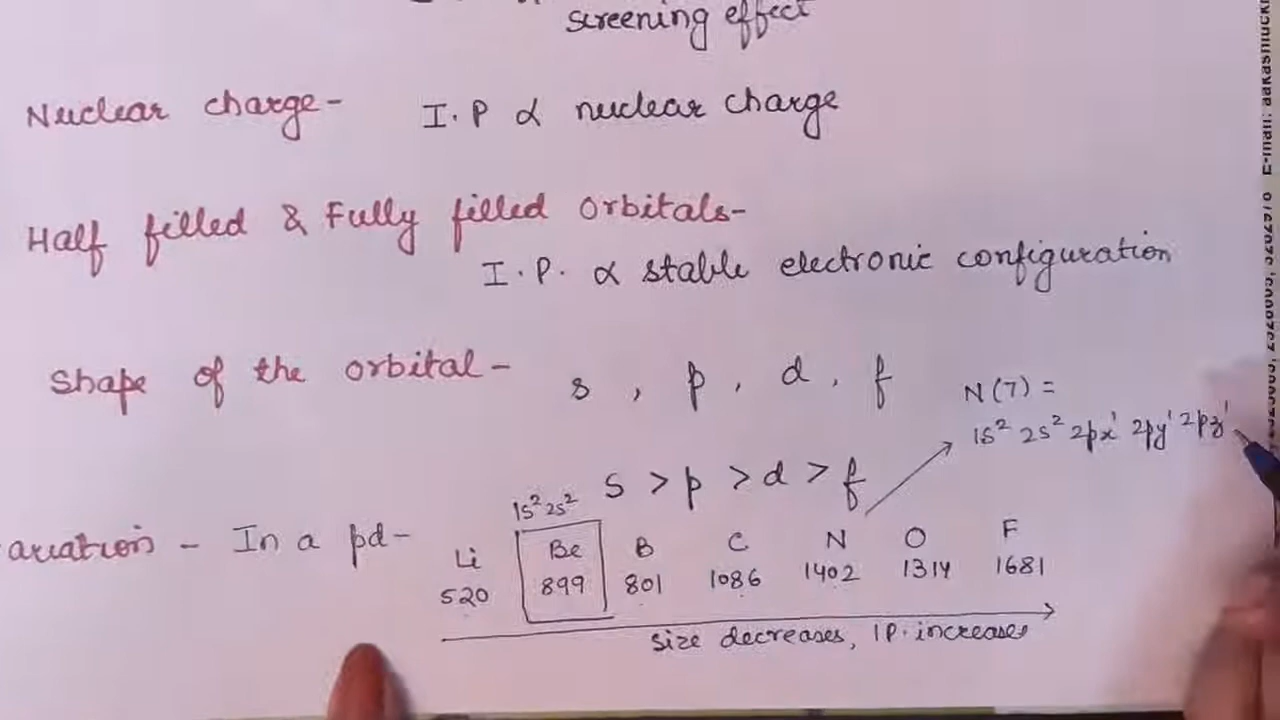 screening effect
Nuclear charge- I.P ∝ nuclear charge
Half filled & Fully filled orbitals-
I.P. ∝ stable electronic configuration
Shape of the orbital- s, p, d, f
N(7) =
1s² 2s² 2px¹ 2py¹ 2pz¹
s > p > d > f
1s² 2s²
ariation - In a pd-
Li Be B C N O F
520 899 801 1086 1402 1314 1681
size decreases, IP. increases
E-mail: